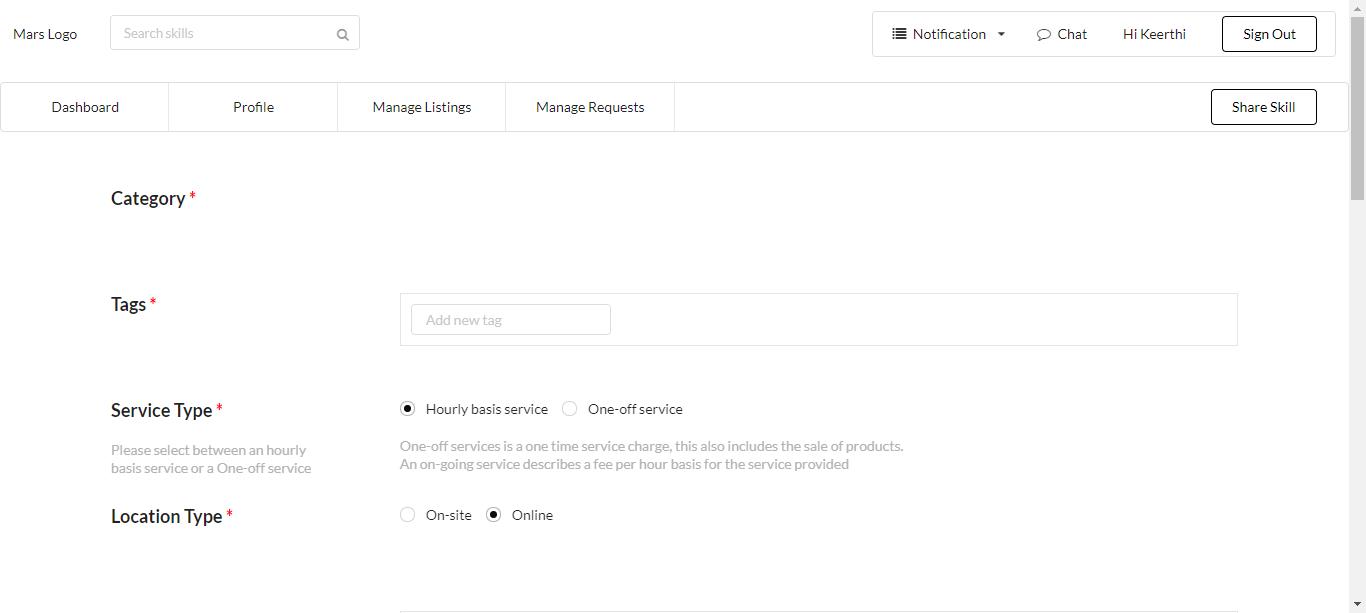 Mars Logo
Search skills
Notification
Chat
Hi Keerthi
Sign Out
Dashboard
Profile
Manage Listings
Manage Requests
Share Skill
Category *
Tags *
Add new tag
Service Type *
Hourly basis service
One-off service
Please select between an hourly
basis service or a One-off service
One-off services is a one time service charge, this also includes the sale of products.
An on-going service describes a fee per hour basis for the service provided
Location Type *
On-site
Online